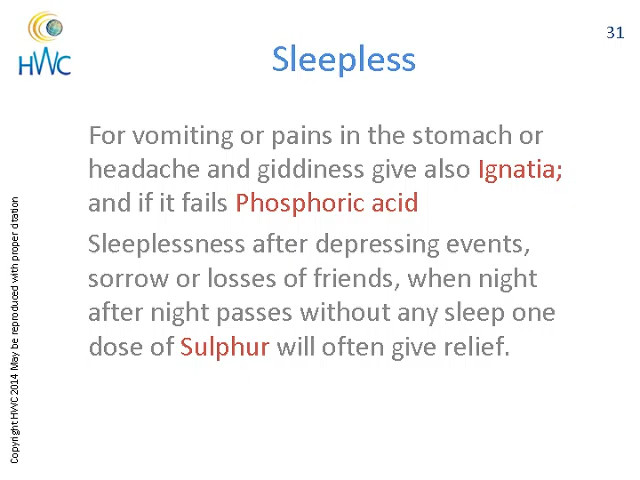 31
HWC
Sleepless
For vomiting or pains in the stomach or
headache and giddiness give also Ignatia;
and if it fails Phosphoric acid
Sleeplessness after depressing events,
sorrow or losses of friends, when night
after night passes without any sleep one
dose of Sulphur will often give relief.
Copyright HWC 2014 May be reproduced with proper citation